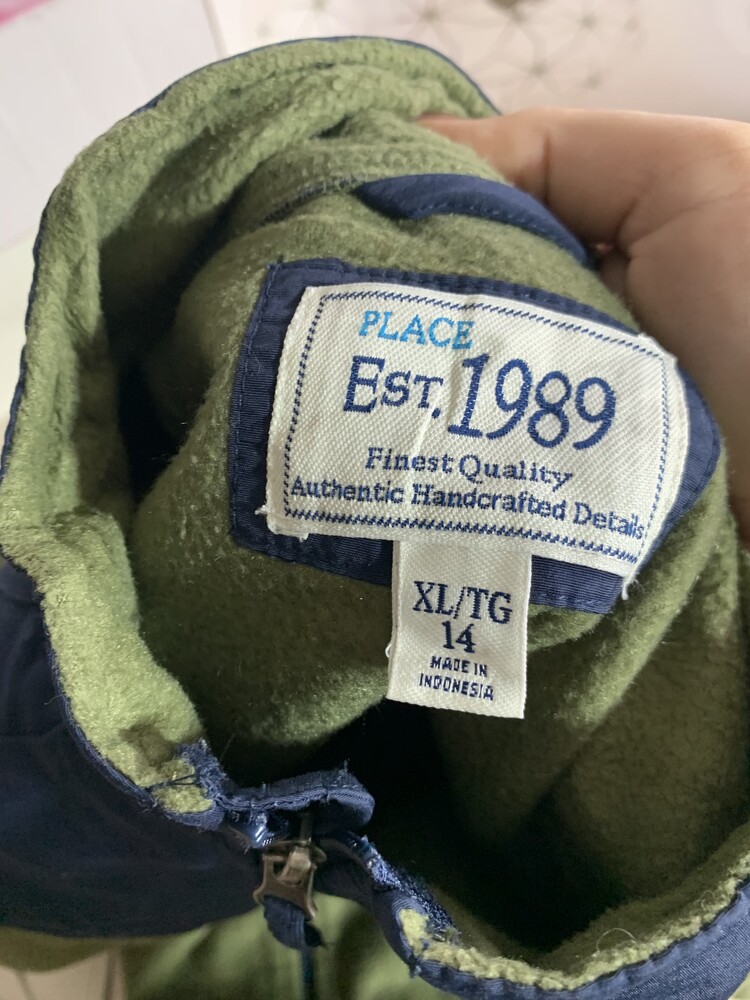 PLACE
EST. 1989
Finest Quality
Authentic Handcrafted Details
XL/TG
14
MADE IN
INDONESIA